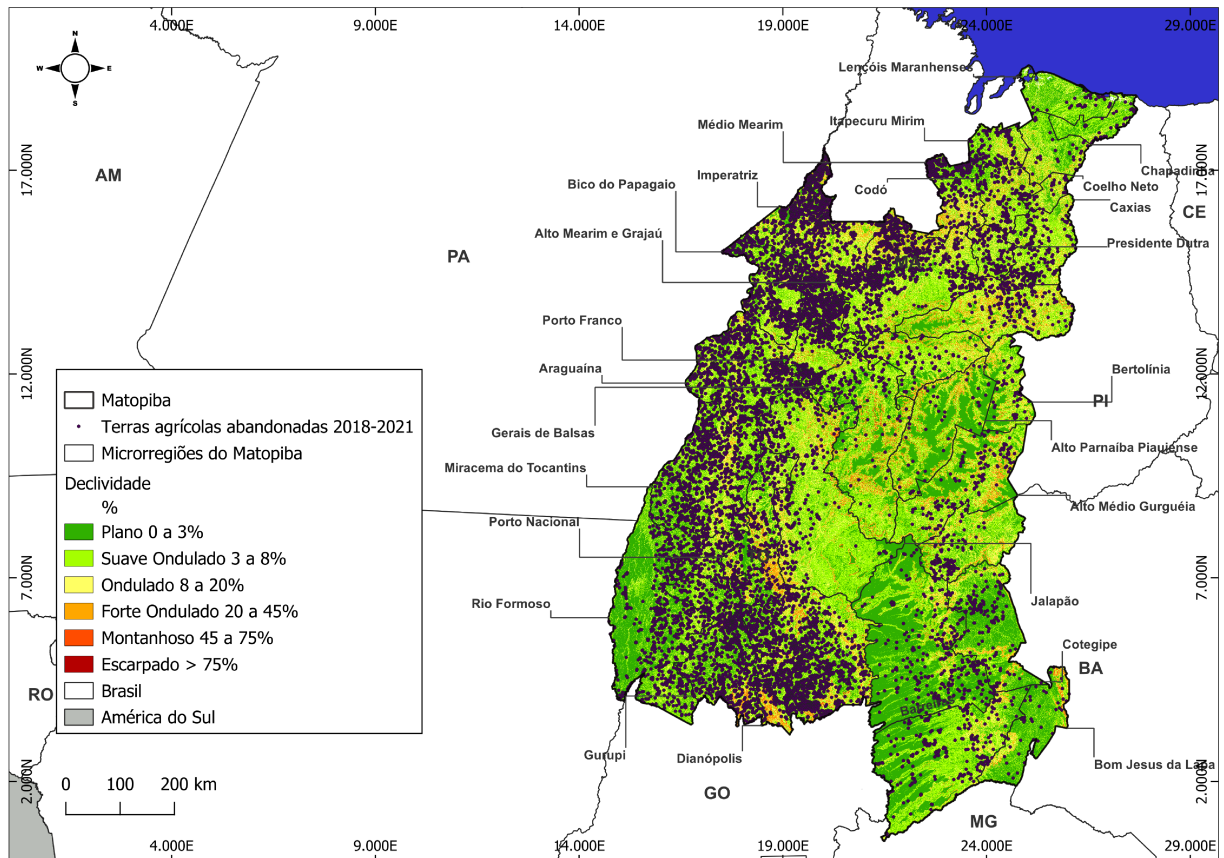 4.000E
9.000E
14.000E
19.000E
24.000E
29.000E
N
W
E
S
Lençóis Maranhenses
Médio Mearim
Itapecuru Mirim
17.000N
AM
Imperatriz
Bico do Papagaio
Codó
Chapadinha
Coelho Neto
17.000N
Caxias
CE
Alto Mearim e Grajaú
Presidente Dutra
PA
Porto Franco
12.000N
Araguaína
Bertolínia
12.000N
PI
Gerais de Balsas
Alto Parnaíba Piauiense
Miracema do Tocantins
Alto Médio Gurguéia
Porto Nacional
Matopiba
Terras agrícolas abandonadas 2018-2021
Microrregiões do Matopiba
Declividade
%
Plano 0 a 3%
Suave Ondulado 3 a 8%
Ondulado 8 a 20%
Forte Ondulado 20 a 45%
Montanhoso 45 a 75%
Escarpado > 75%
Brasil
América do Sul
7.000N
7.000N
Rio Formoso
Jalapão
Cotegipe
BA
RO
Barreiras
Gurupi
Dianópolis
Bom Jesus da Lapa
2.000N
2.000N
0 100 200 km
GO
MG
4.000E
9.000E
14.000E
19.000E
24.000E
29.000E